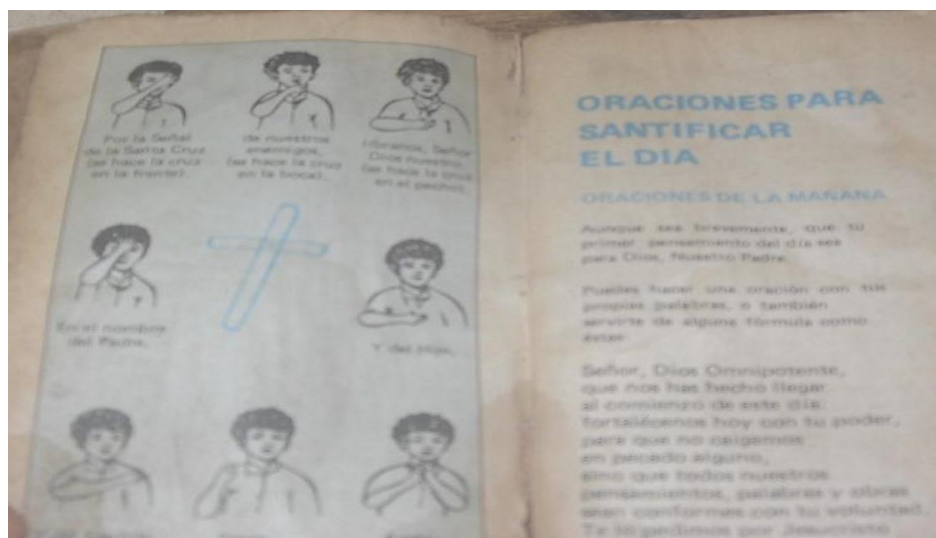 Por la Señal
de la Santa Cruz
(se hace la cruz
en la frente).
de nuestros
enemigos,
(se hace la cruz
en la boca).
líbranos, Señor
Dios nuestro
(se hace la cruz
en el pecho).
En el nombre
del Padre,
Y del Hijo,
ORACIONES PARA
SANTIFICAR
EL DIA
ORACIONES DE LA MAÑANA
Aunque sea brevemente, que tu
primer pensamiento del día sea
para Dios, Nuestro Padre.
Puedes hacer una oración con tus
propias palabras, o también
servirte de alguna fórmula como
éstas:
Señor, Dios Omnipotente,
que nos has hecho llegar
al comienzo de este día:
fortalécenos hoy con tu poder,
para que no caigamos
en pecado alguno,
sino que todos nuestros
pensamientos, palabras y obras
sean conformes con tu voluntad.
Te lo pedimos por Jesucristo